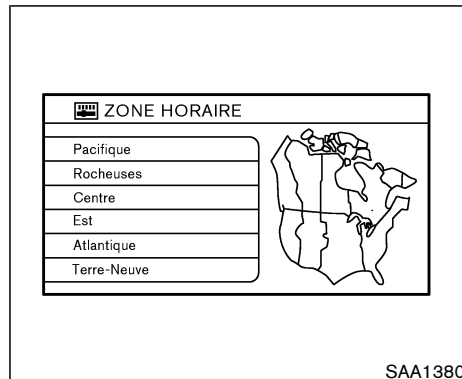 ZONE HORAIRE
Pacifique
Rocheuses
Centre
Est
Atlantique
Terre-Neuve
SAA1380